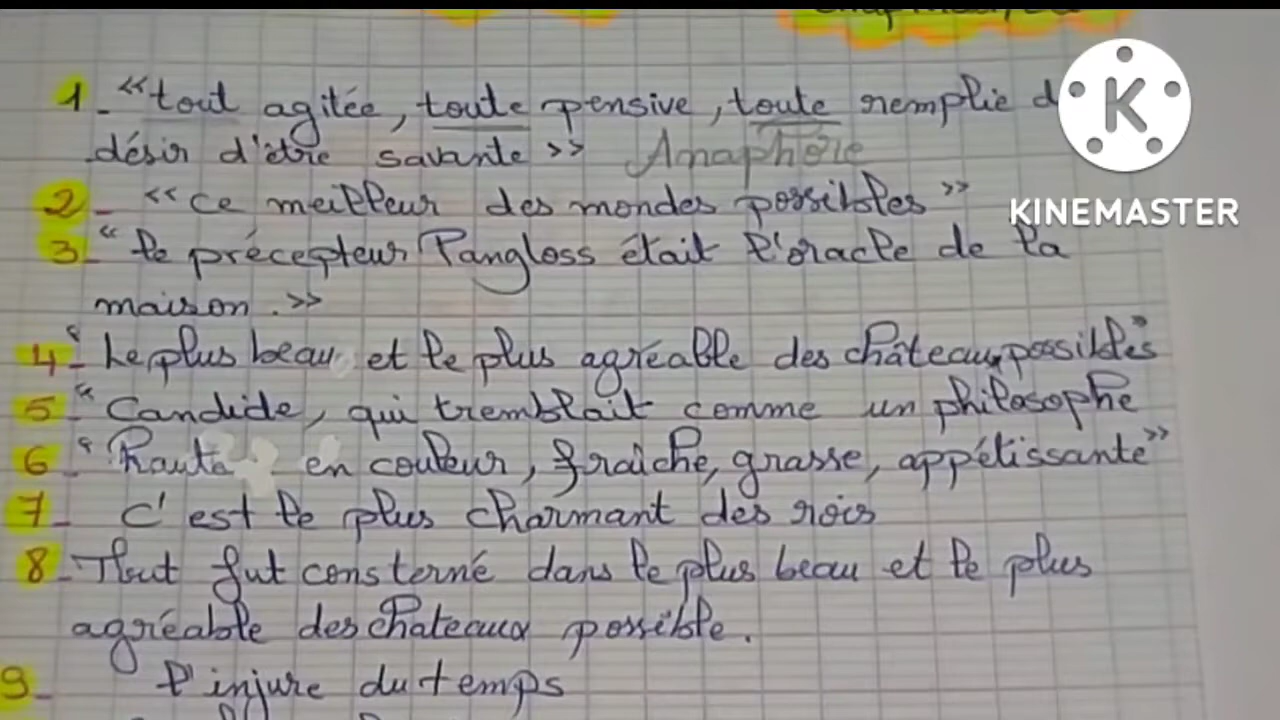 1- "tout agitée, toute pensive, toute remplie d
désir d'être savante >> Anaphore
2- << ce meilleur des mondes possibles >>
KINEMASTER
3- " le précepteur Pangloss était l'oracle de la
maison. >>
4- " Le plus beau et le plus agréable des châteaux possibles"
5- " Candide, qui tremblait comme un philosophe
6- " haute en couleur, fraîche, grasse, appétissante"
7- C'est le plus charmant des rois
8- Tout fut consterné dans le plus beau et le plus
agréable des chateaux possible.
9- l'injure du temps